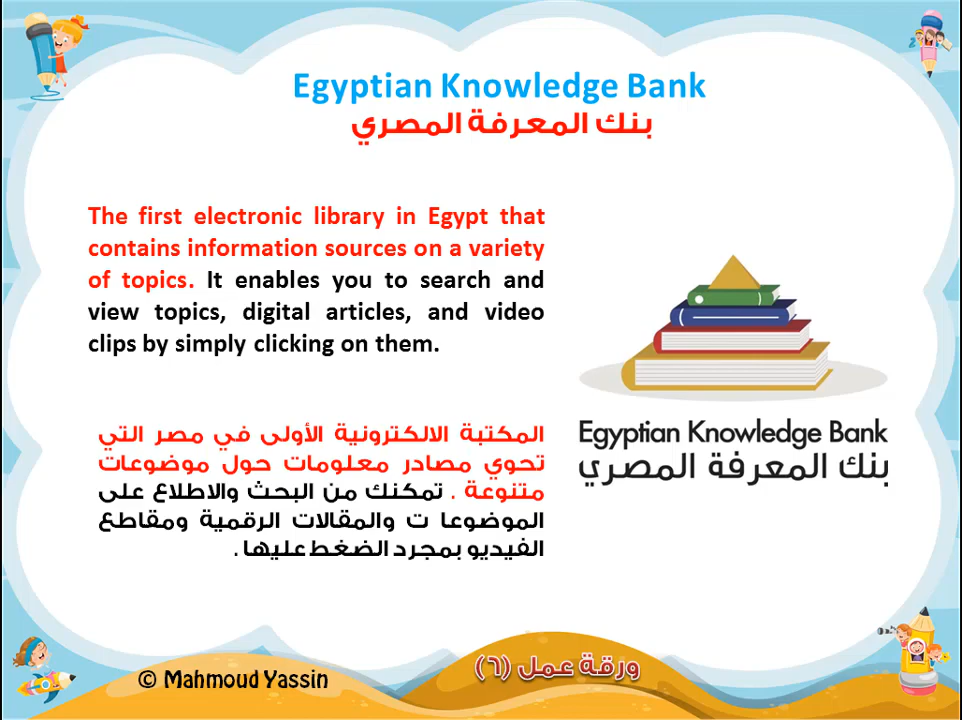 Egyptian Knowledge Bank
بنك المعرفة المصري
The first electronic library in Egypt that
contains information sources on a variety
of topics. It enables you to search and
view topics, digital articles, and video
clips by simply clicking on them.
المكتبة الالكترونية الأولى في مصر التي
تحوي مصادر معلومات حول موضوعات
متنوعة . تمكنك من البحث والاطلاع على
الموضوعا ت والمقالات الرقمية ومقاطع
الفيديو بمجرد الضغط عليها .
Egyptian Knowledge Bank
بنك المعرفة المصري
ورقة عمل (٦)
© Mahmoud Yassin